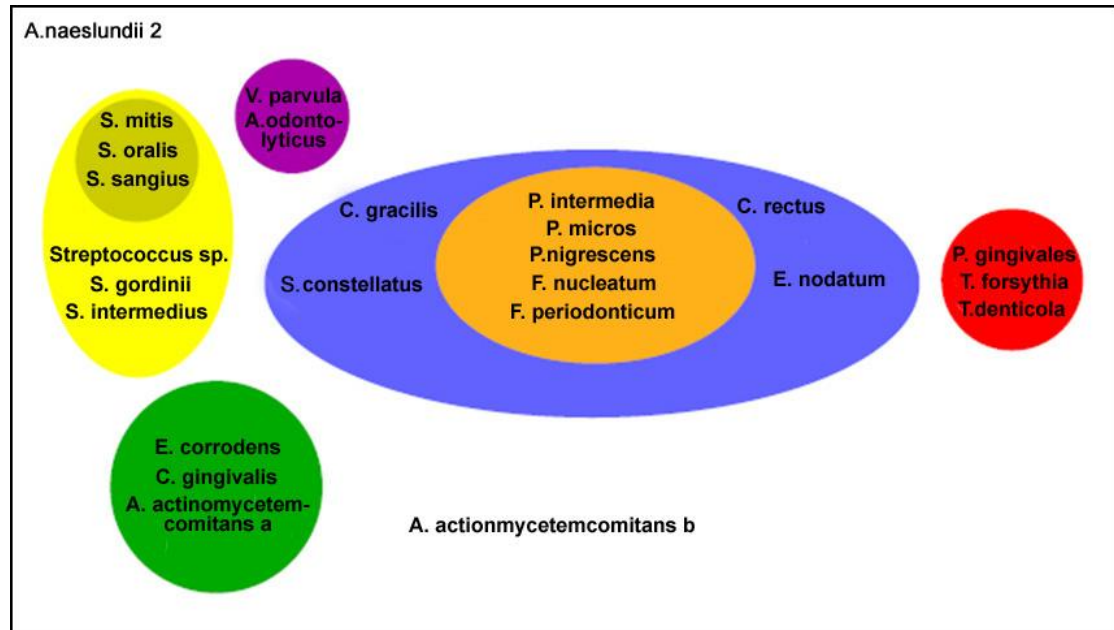 A.naeslundii 2
V. parvula
A.odonto-
lyticus
S. mitis
S. oralis
S. sangius
Streptococcus sp.
S. gordinii
S. intermedius
C. gracilis
S.constellatus
P. intermedia
P. micros
P.nigrescens
F. nucleatum
F. periodonticum
C. rectus
E. nodatum
P. gingivales
T. forsythia
T.denticola
E. corrodens
C. gingivalis
A. actinomycetem-
comitans a
A. actionmycetemcomitans b